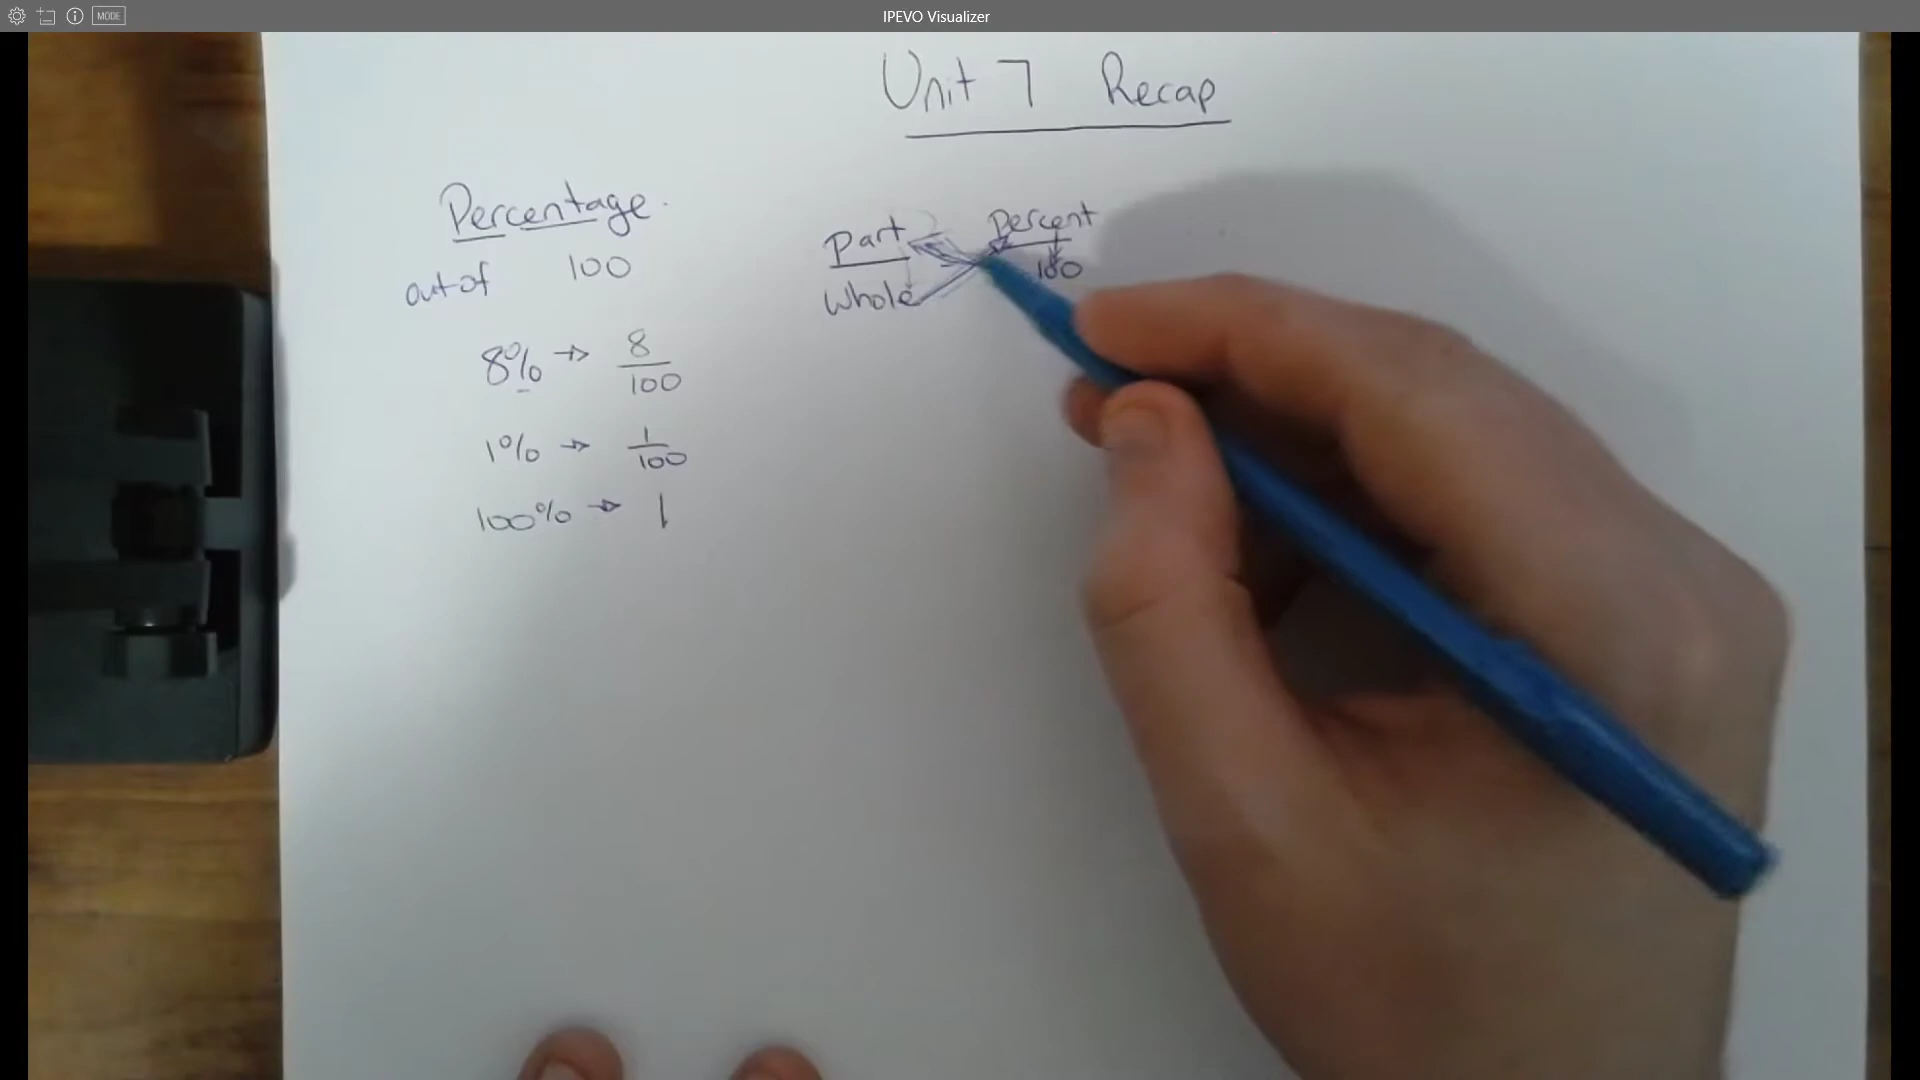 MODE
IPEVO Visualizer
Unit 7 Recap
Percentage.
out of 100
8% → 8/100
1% → 1/100
100% → 1
Part Percent
Whole 100